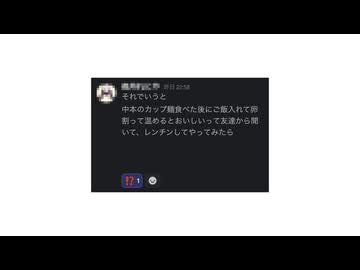 昨日 22:58
それでいうと
中本のカップ麺食べた後にご飯入れて卵
割って温めるとおいしいって友達から聞
いて、レンチンしてやってみたら
⁉️ 1